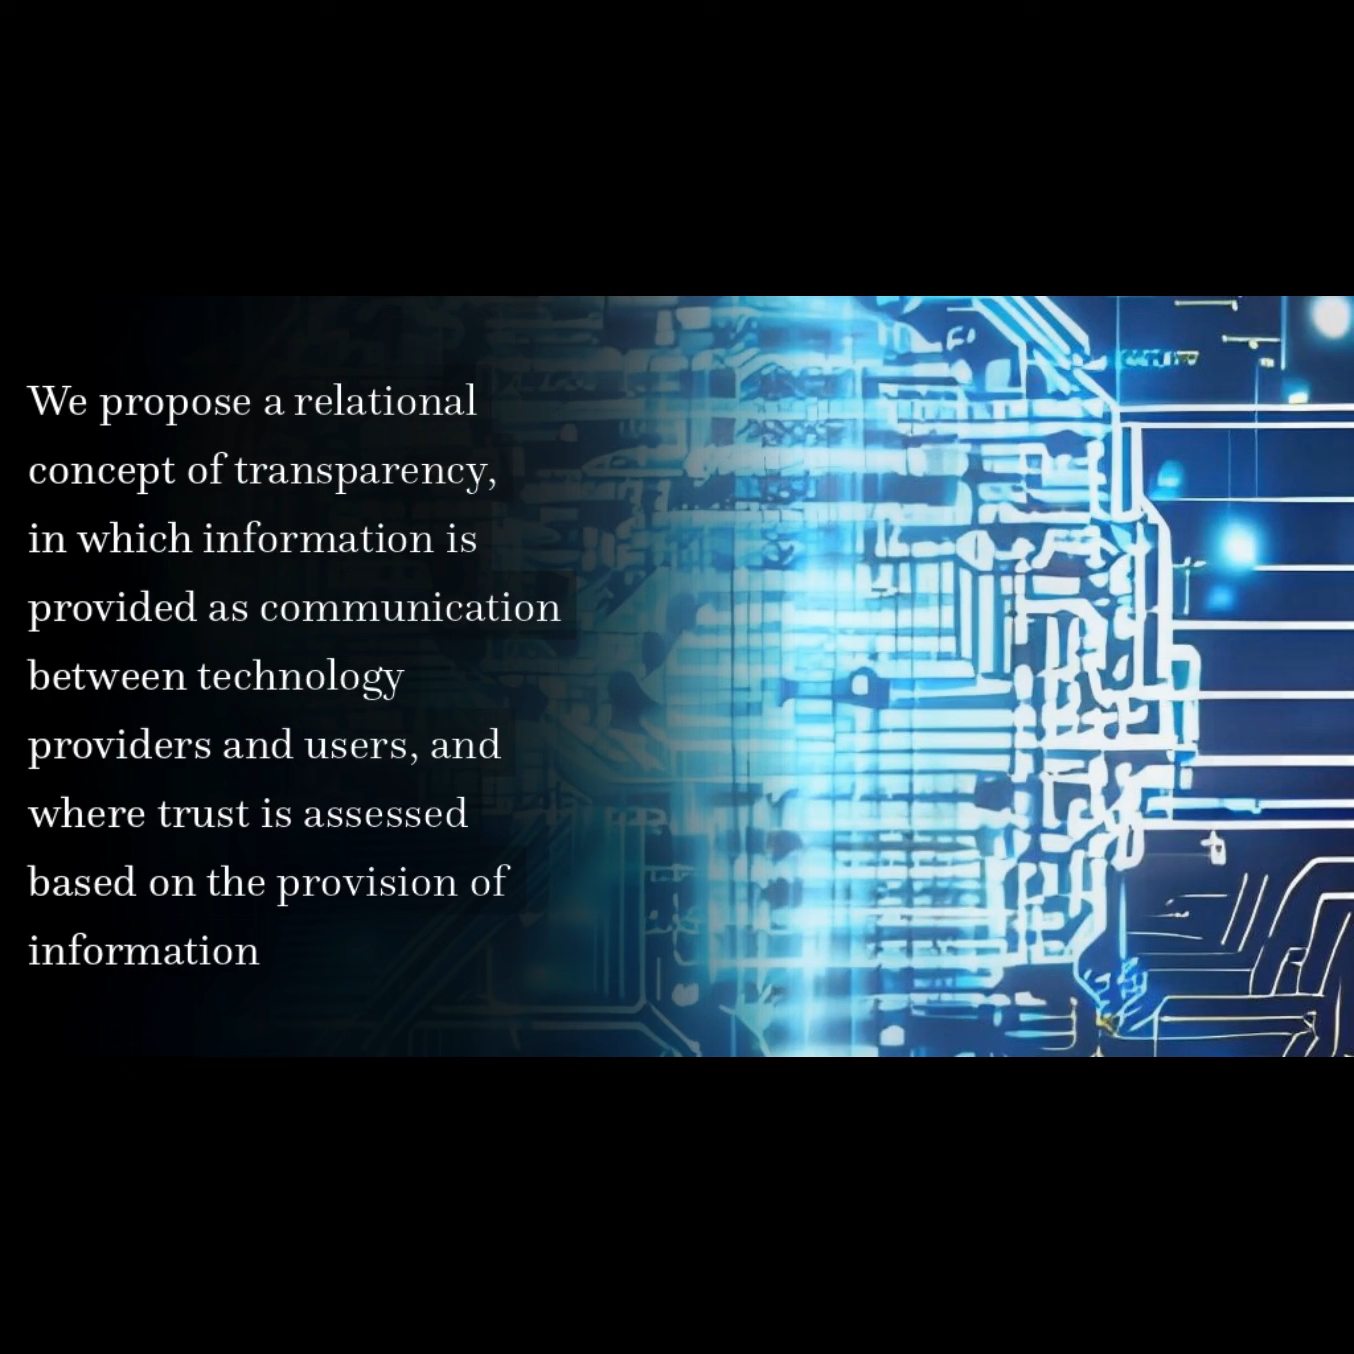 We propose a relational
concept of transparency,
in which information is
provided as communication
between technology
providers and users, and
where trust is assessed
based on the provision of
information